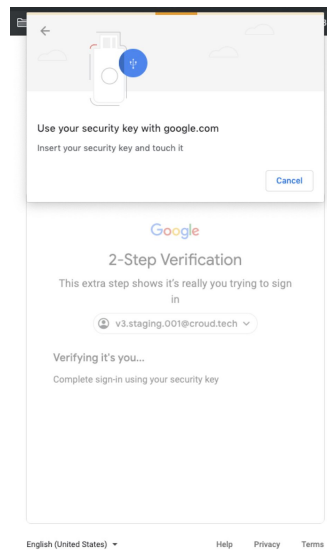 Use your security key with google.com
Insert your security key and touch it
Cancel
Google
2-Step Verification
This extra step shows it's really you trying to sign
in
v3.staging.001@croud.tech
Verifying it's you...
Complete sign-in using your security key
English (United States)
Help Privacy Terms